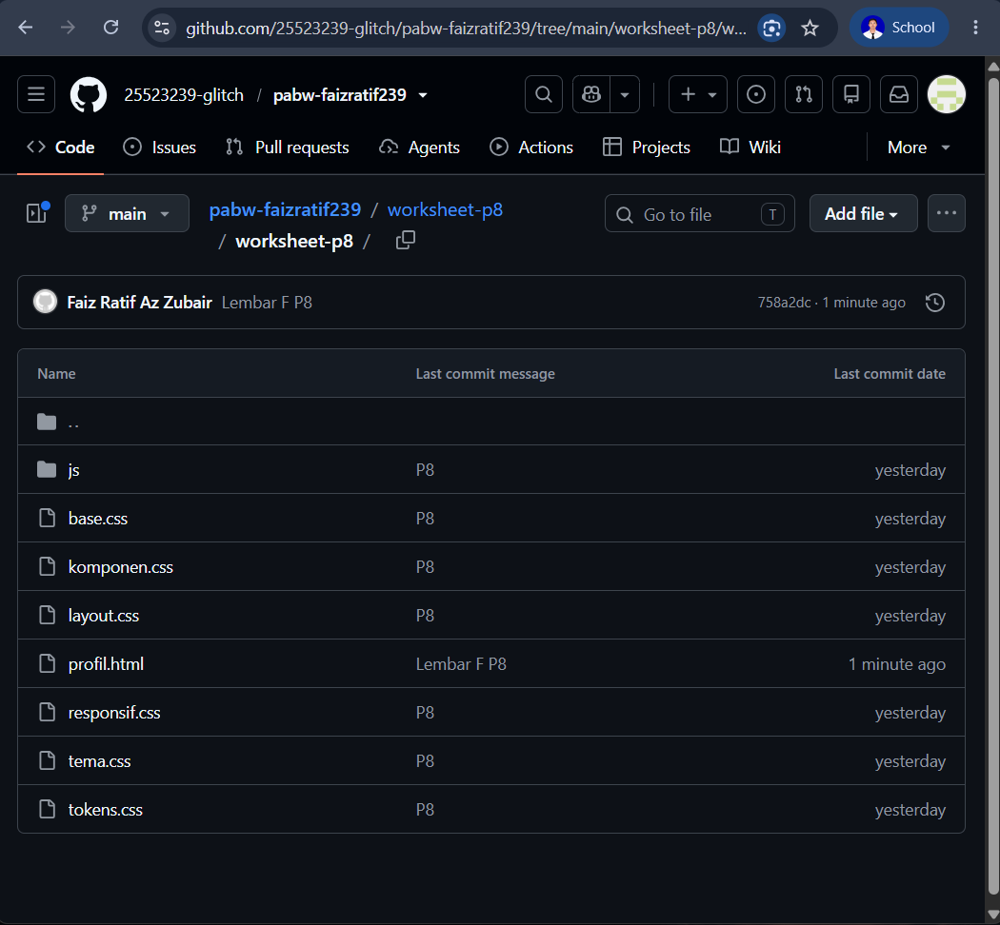 github.com/25523239-glitch/pabw-faizratif239/tree/main/worksheet-p8/w...
School
25523239-glitch / pabw-faizratif239
Code Issues Pull requests Agents Actions Projects Wiki More
main
pabw-faizratif239 / worksheet-p8
/ worksheet-p8 /
Go to file T
Add file
Faiz Ratif Az Zubair Lembar F P8 758a2dc · 1 minute ago
Name Last commit message Last commit date
..
js P8 yesterday
base.css P8 yesterday
komponen.css P8 yesterday
layout.css P8 yesterday
profil.html Lembar F P8 1 minute ago
responsif.css P8 yesterday
tema.css P8 yesterday
tokens.css P8 yesterday